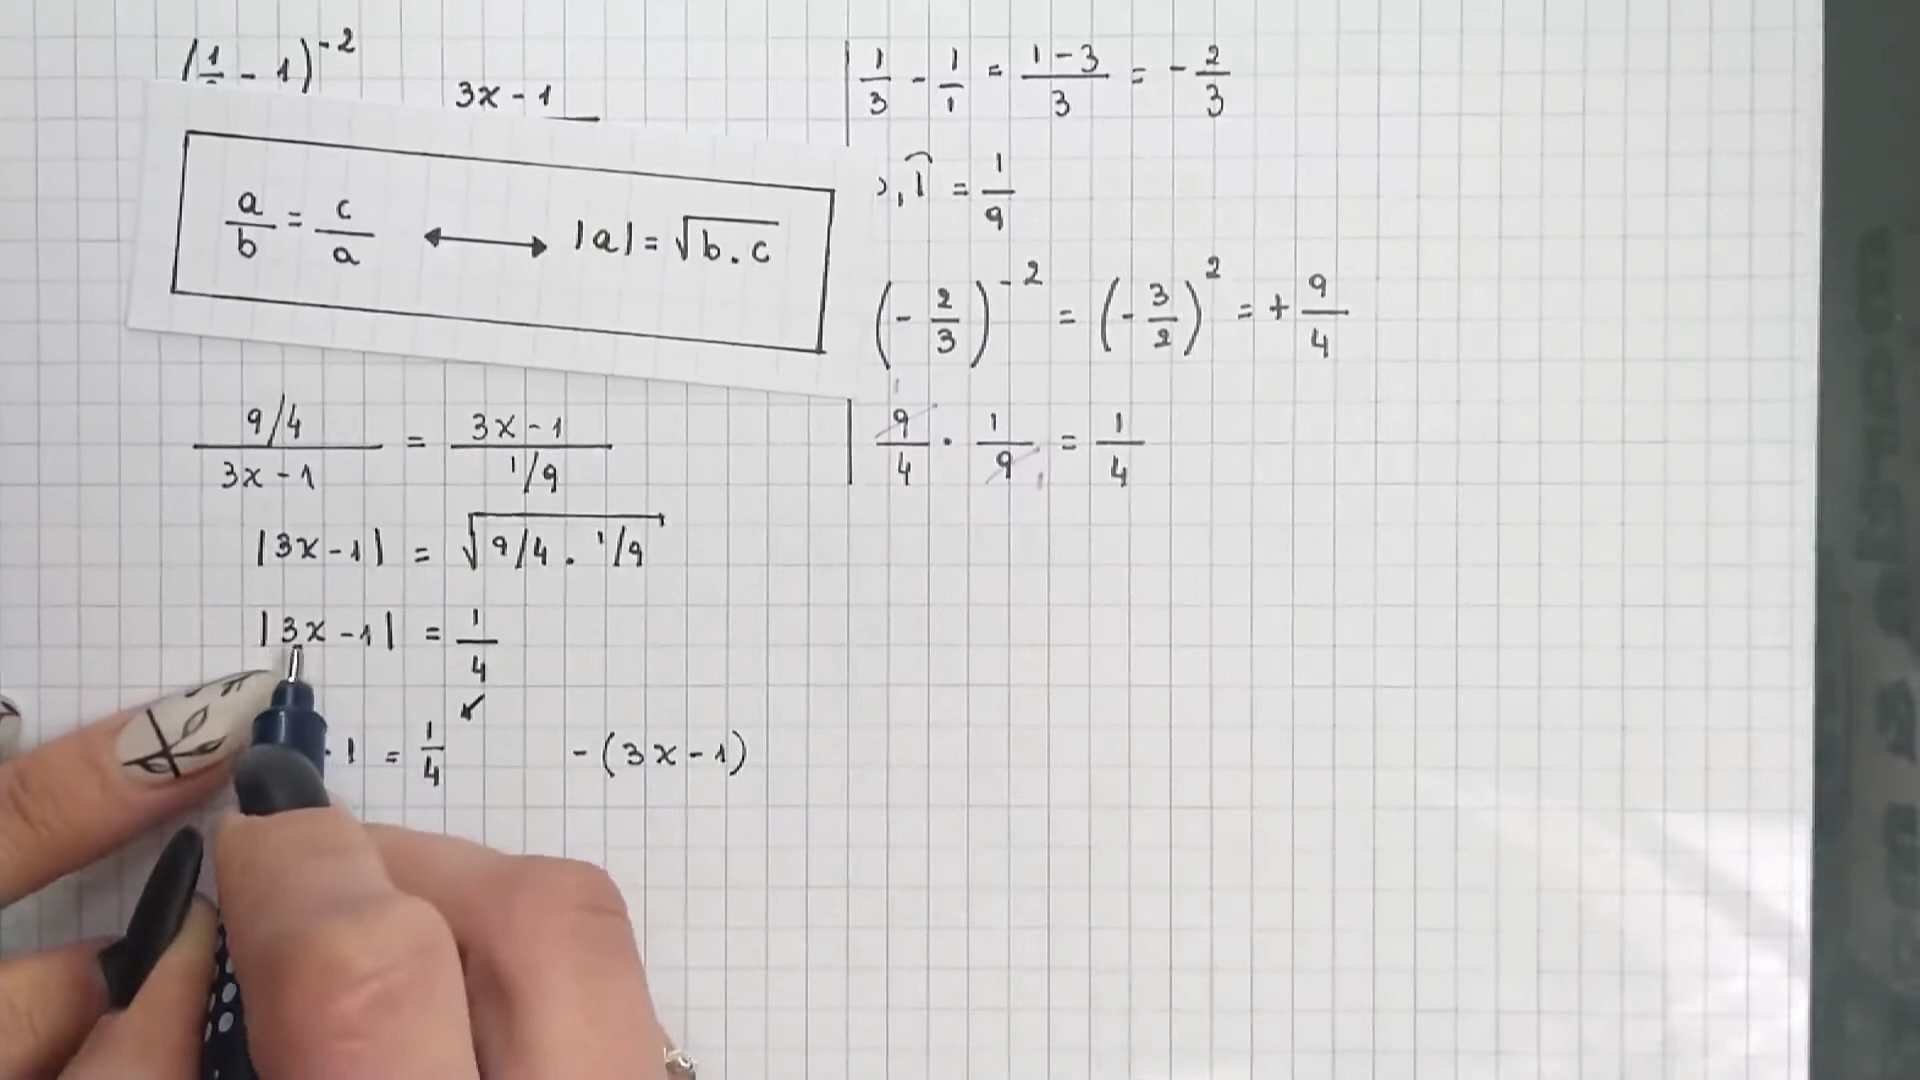 (1/ - 1)^-2
3x - 1
a/b = c/a ↔ |a| = √(b . c)
(9/4)/(3x - 1) = (3x - 1)/(1/9)
|3x - 1| = √(9/4 . 1/9)
|3x - 1| = 1/4
1 = 1/4    -(3x - 1)
1/3 - 1/1 = (1 - 3)/3 = - 2/3
,1̑ = 1/9
(- 2/3)^-2 = (- 3/2)^2 = + 9/4
9/4 · 1/9 = 1/4